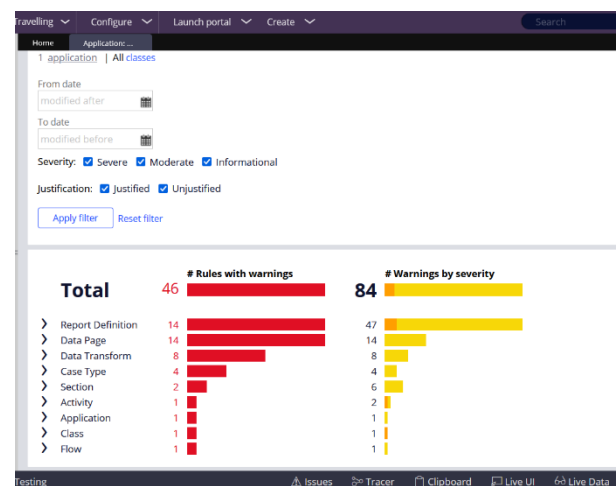 Travelling Configure Launch portal Create Search
Home Application: ...
1 application | All classes
From date
modified after
To date
modified before
Severity: Severe Moderate Informational
Justification: Justified Unjustified
Apply filter Reset filter
# Rules with warnings # Warnings by severity
Total 46 84
Report Definition 14 47
Data Page 14 14
Data Transform 8 8
Case Type 4 4
Section 2 6
Activity 1 2
Application 1 1
Class 1 1
Flow 1 1
Testing Issues Tracer Clipboard Live UI Live Data